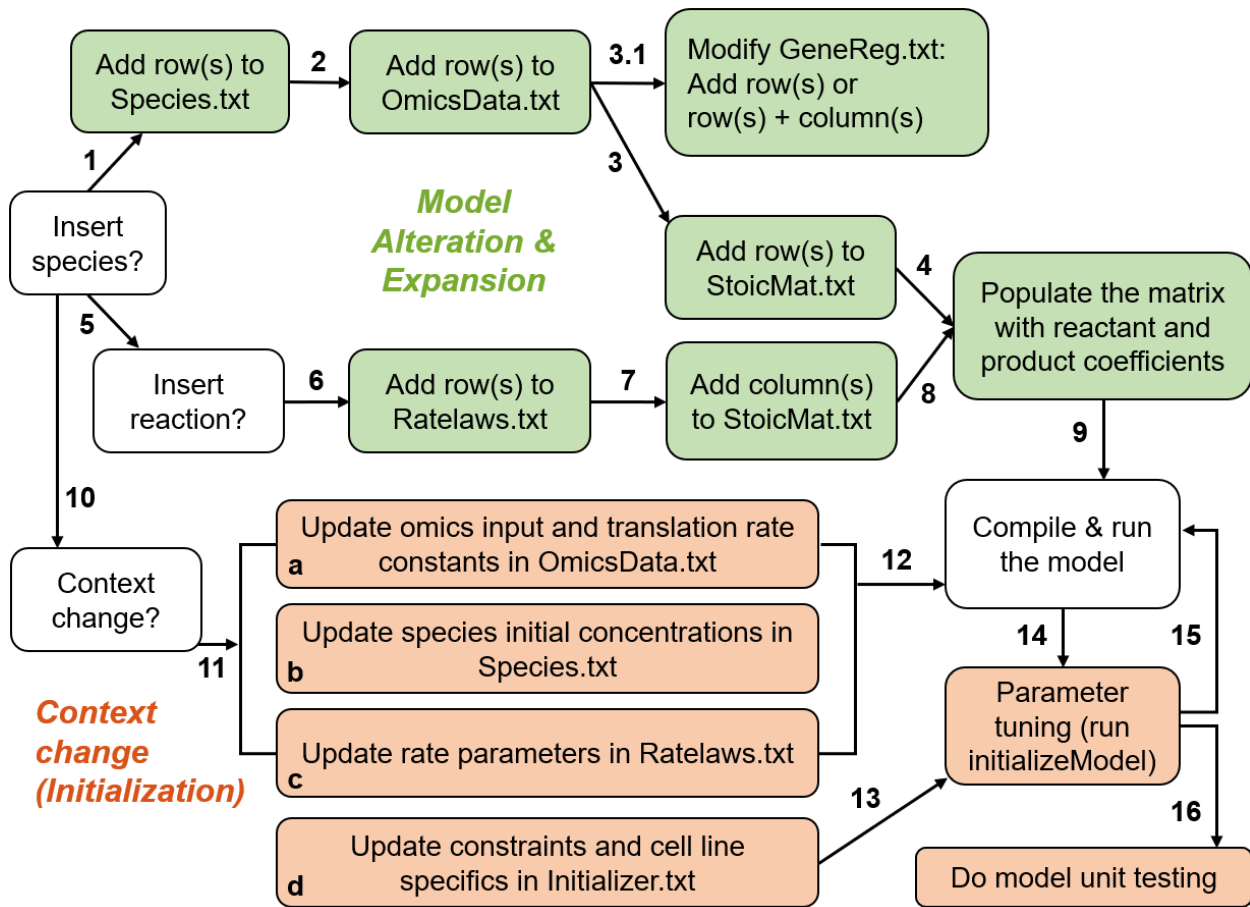 Add row(s) to
Species.txt
2
Add row(s) to
OmicsData.txt
3.1
Modify GeneReg.txt:
Add row(s) or
row(s) + column(s)
1
3
Insert
species?
Model
Alteration &
Expansion
Add row(s) to
StoicMat.txt
4
Populate the matrix
with reactant and
product coefficients
5
Insert
reaction?
6
Add row(s) to
Ratelaws.txt
7
Add column(s)
to StoicMat.txt
8
9
10
Context
change?
11
Update omics input and translation rate
constants in OmicsData.txt
a
Update species initial concentrations in
Species.txt
b
Update rate parameters in Ratelaws.txt
c
12
Compile & run
the model
14
15
Context
change
(Initialization)
Update constraints and cell line
specifics in Initializer.txt
d
13
Parameter
tuning (run
initializeModel)
16
Do model unit testing